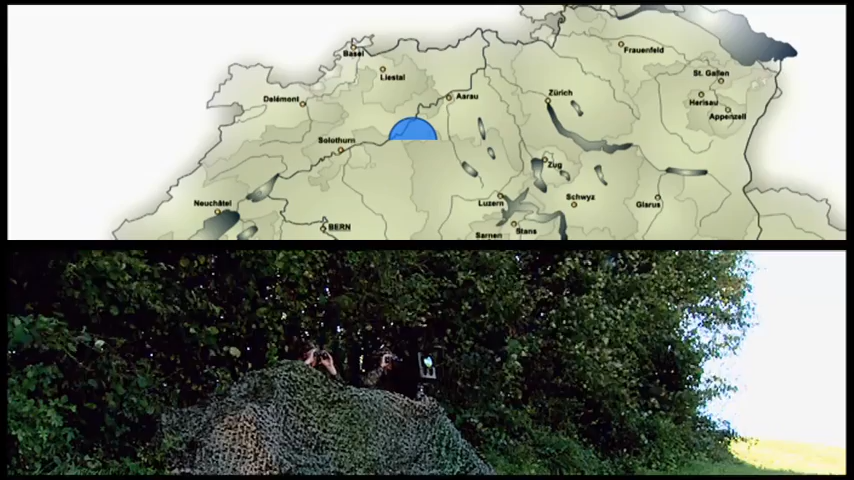 Basel
Frauenfeld
Liestal
St. Gallen
Delémont
Aarau
Zürich
Herisau
Appenzell
Solothurn
Zug
Neuchâtel
Luzern
Schwyz
Glarus
BERN
Stans
Sarnen